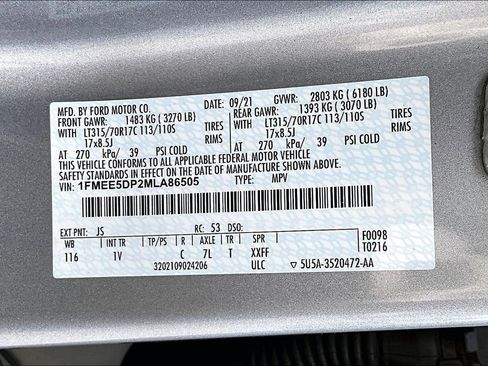 MFD. BY FORD MOTOR CO.
09/21 GVWR: 2803 KG ( 6180 LB)
FRONT GAWR: 1483 KG ( 3270 LB)
REAR GAWR: 1393 KG ( 3070 LB)
WITH LT315/70R17C 113/110S TIRES
WITH LT315/70R17C 113/110S TIRES
17x8.5J RIMS
17x8.5J RIMS
AT 270 kPa/ 39 PSI COLD
AT 270 kPa/ 39 PSI COLD
THIS VEHICLE CONFORMS TO ALL APPLICABLE FEDERAL MOTOR VEHICLE
SAFETY STANDARDS IN EFFECT ON THE DATE OF MANUFACTURE SHOWN ABOVE.
VIN: 1FMEE5DP2MLA86505 TYPE: MPV
EXT PNT: JS RC: 53 DSO: F0098
WB INT TR TP/PS R AXLE TR SPR T0216
116 1V C 7L T XXFF
3202109024206 ULC ▽ 5U5A-3520472-AA